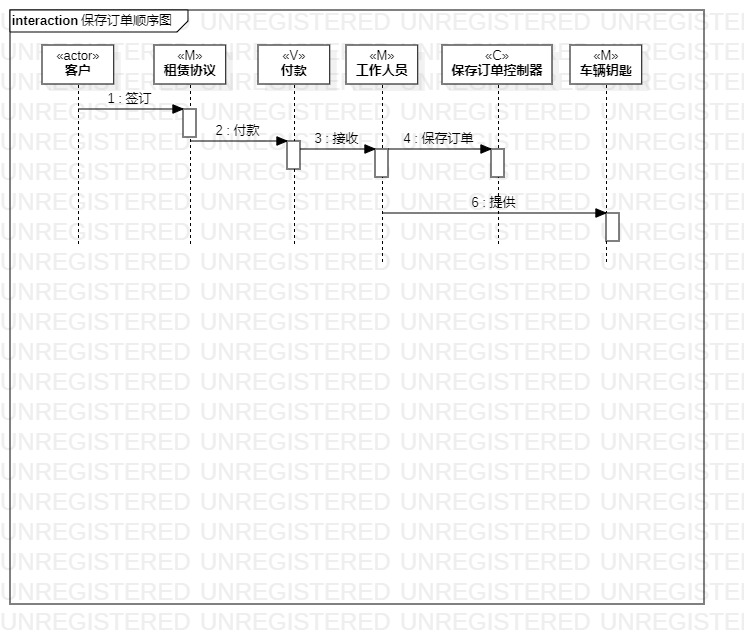 interaction 保存订单顺序图
«actor»
客户
«M»
租赁协议
«V»
付款
«M»
工作人员
«C»
保存订单控制器
«M»
车辆钥匙
1 : 签订
2 : 付款
3 : 接收
4 : 保存订单
6 : 提供
UNREGISTERED UNREGISTERED UNREGISTERED UNREGISTERED